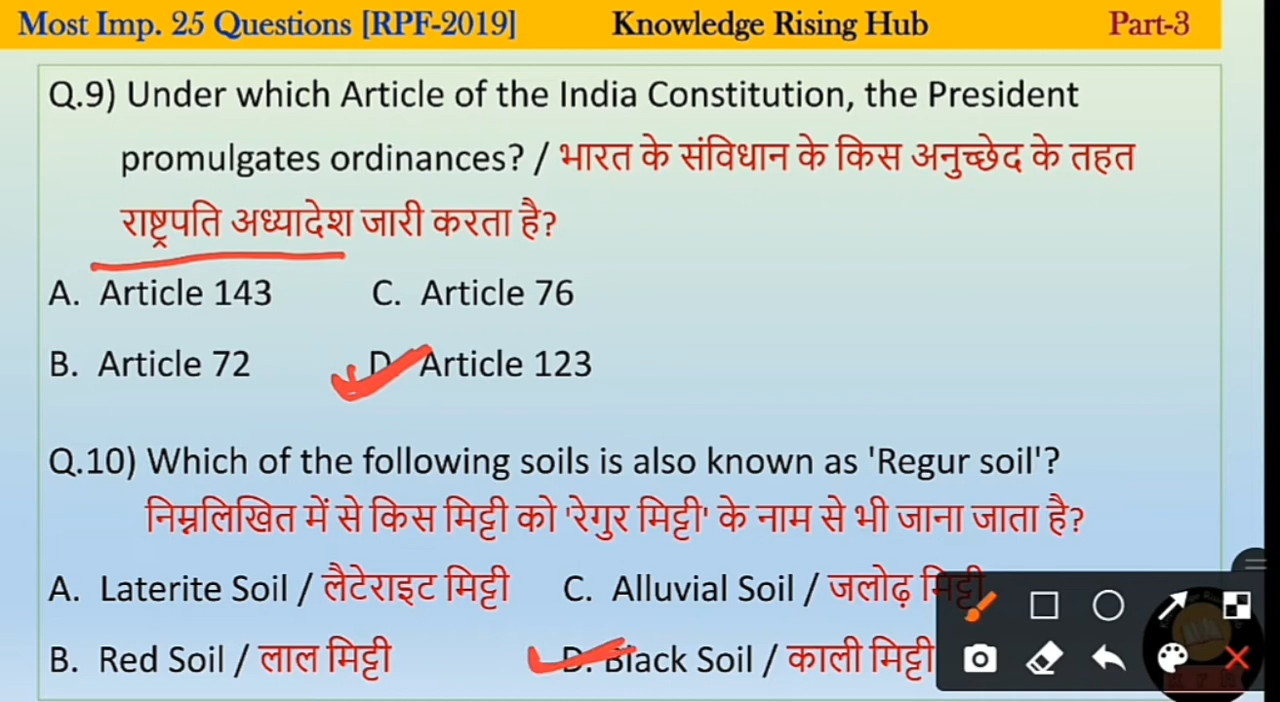 Most Imp. 25 Questions [RPF-2019] Knowledge Rising Hub Part-3
Q.9) Under which Article of the India Constitution, the President
promulgates ordinances? / भारत के संविधान के किस अनुच्छेद के तहत
राष्ट्रपति अध्यादेश जारी करता है?
A. Article 143 C. Article 76
B. Article 72 D. Article 123
Q.10) Which of the following soils is also known as 'Regur soil'?
निम्नलिखित में से किस मिट्टी को 'रेगुर मिट्टी' के नाम से भी जाना जाता है?
A. Laterite Soil / लैटेराइट मिट्टी C. Alluvial Soil / जलोढ़ मिट्टी
B. Red Soil / लाल मिट्टी D. Black Soil / काली मिट्टी